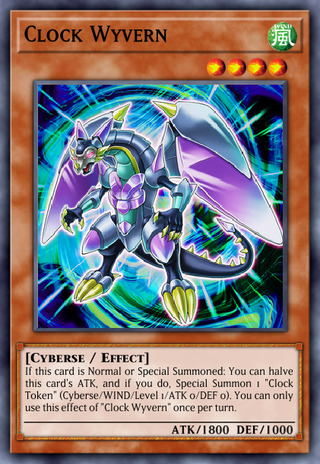 Clock Wyvern
WIND
風
[Cyberse / Effect]
If this card is Normal or Special Summoned: You can halve
this card's ATK, and if you do, Special Summon 1 "Clock
Token" (Cyberse/WIND/Level 1/ATK 0/DEF 0). You can only
use this effect of "Clock Wyvern" once per turn.
ATK/1800 DEF/1000